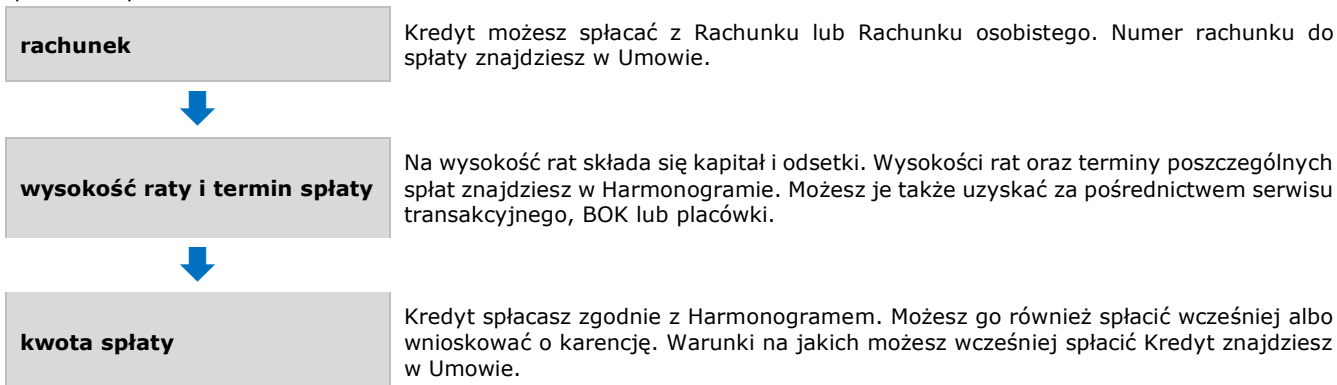 rachunek
Kredyt możesz spłacać z Rachunku lub Rachunku osobistego. Numer rachunku do
spłaty znajdziesz w Umowie.
wysokość raty i termin spłaty
Na wysokość rat składa się kapitał i odsetki. Wysokości rat oraz terminy poszczególnych
spłat znajdziesz w Harmonogramie. Możesz je także uzyskać za pośrednictwem serwisu
transakcyjnego, BOK lub placówki.
kwota spłaty
Kredyt spłacasz zgodnie z Harmonogramem. Możesz go również spłacić wcześniej albo
wnioskować o karencję. Warunki na jakich możesz wcześniej spłacić Kredyt znajdziesz
w Umowie.